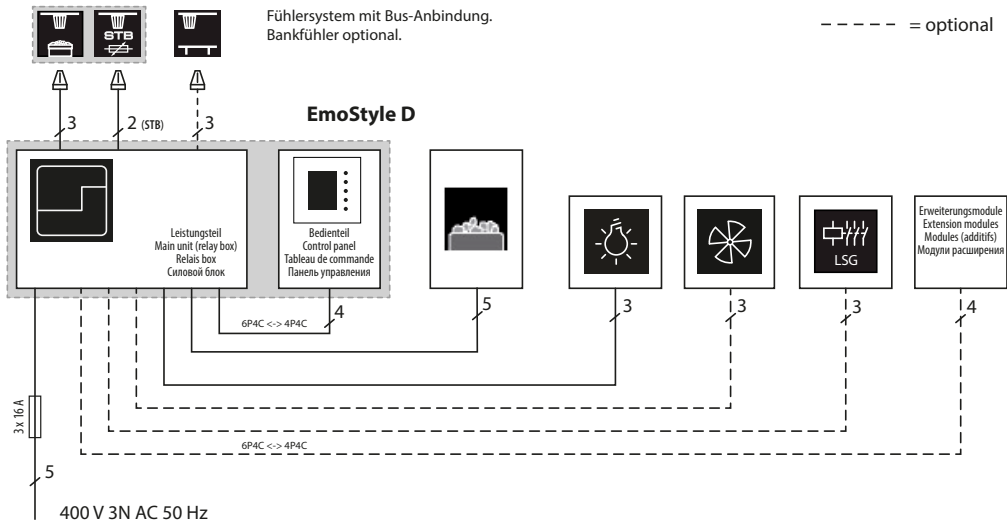 Fühlersystem mit Bus-Anbindung.
Bankfühler optional.
= optional
STB
3
2 (STB)
3
EmoStyle D
Leistungsteil
Main unit (relay box)
Relais box
Силовой блок
Bedienteil
Control panel
Tableau de commande
Панель управления
LSG
Erweiterungsmodule
Extension modules
Modules (additifs)
Модули расширения
4
5
3
3
3
4
6P4C <-> 4P4C
3 x 16 A
6P4C <-> 4P4C
5
400 V 3N AC 50 Hz